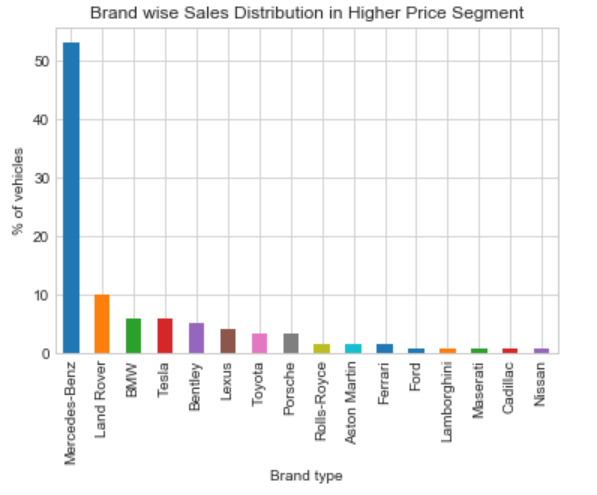 Brand wise Sales Distribution in Higher Price Segment
% of vehicles
50
40
30
20
10
0
Mercedes-Benz
Land Rover
BMW
Tesla
Bentley
Lexus
Toyota
Porsche
Rolls-Royce
Aston Martin
Ferrari
Ford
Lamborghini
Maserati
Cadillac
Nissan
Brand type